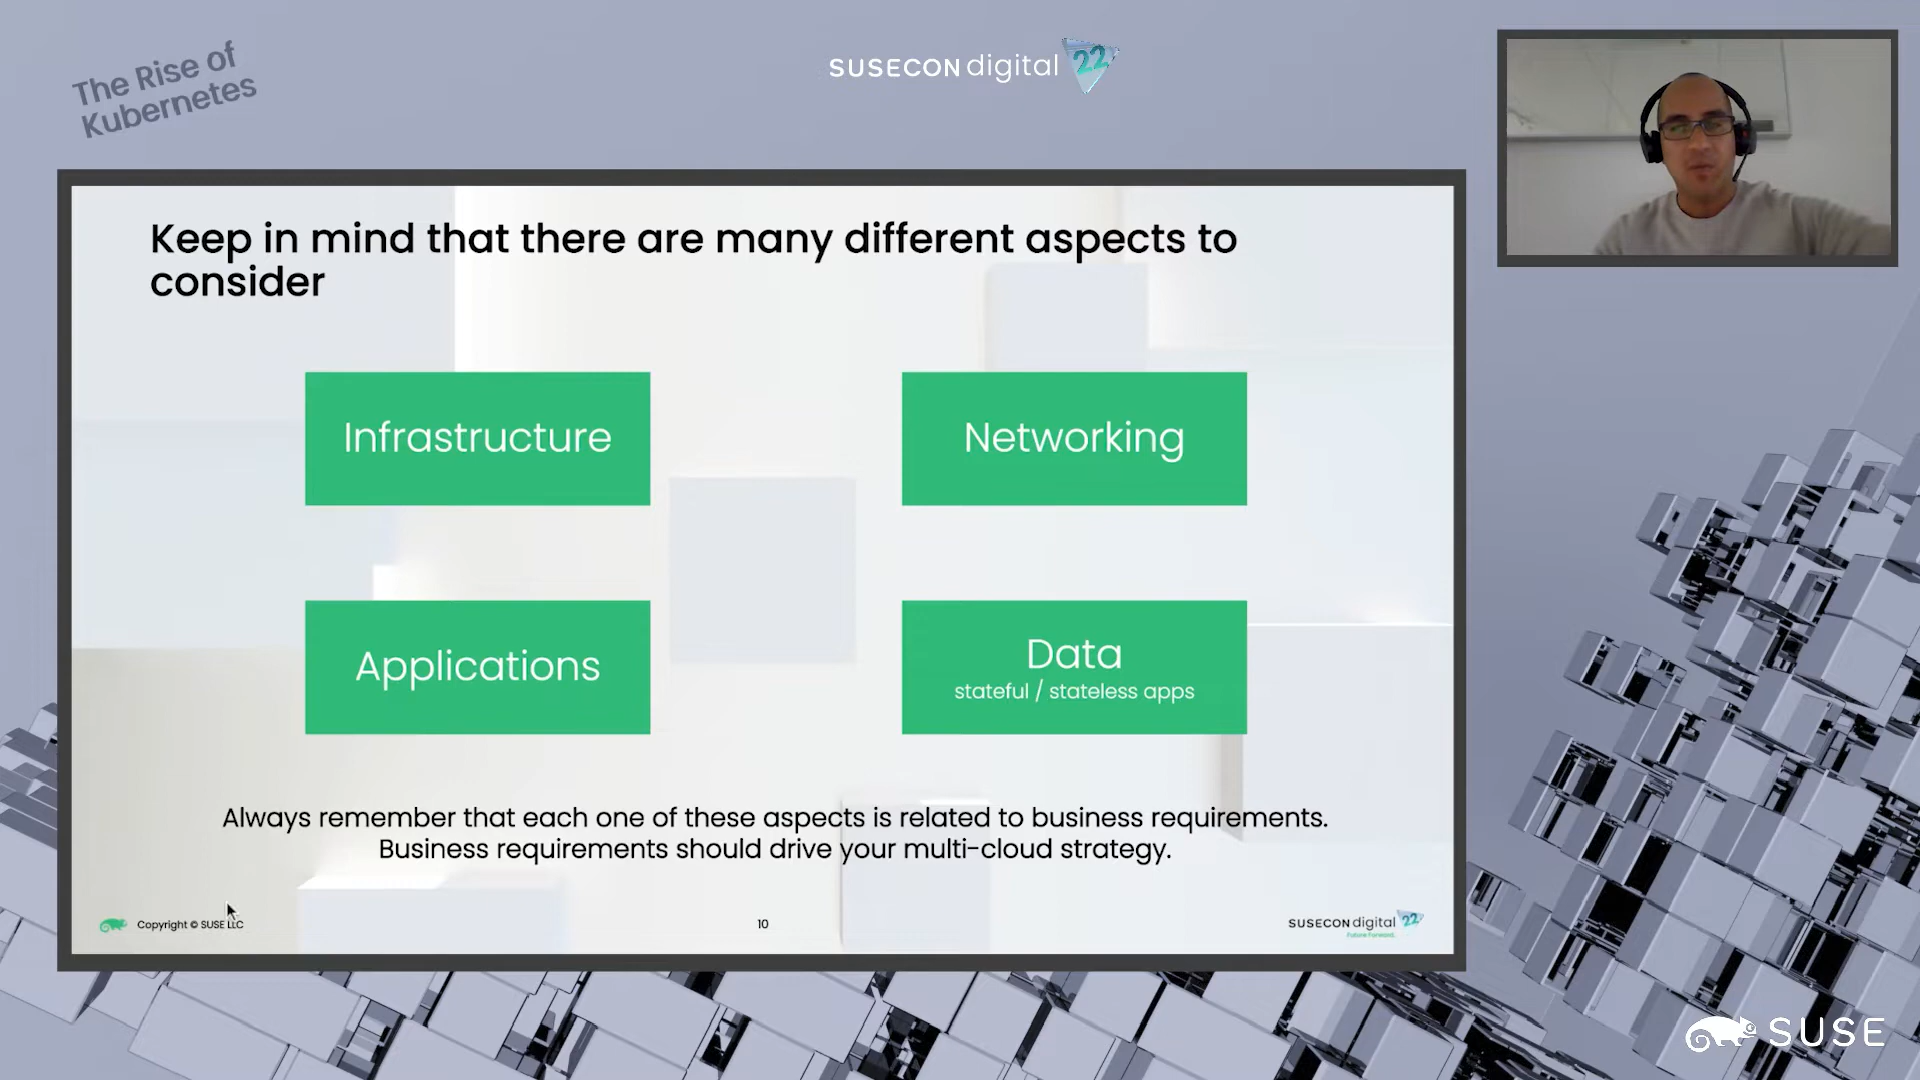 The Rise of
Kubernetes
SUSECON digital 22
Keep in mind that there are many different aspects to
consider
Infrastructure
Networking
Applications
Data
stateful / stateless apps
Always remember that each one of these aspects is related to business requirements.
Business requirements should drive your multi-cloud strategy.
Copyright © SUSE LLC
10
SUSECON digital 22
Future Forward.
SUSE